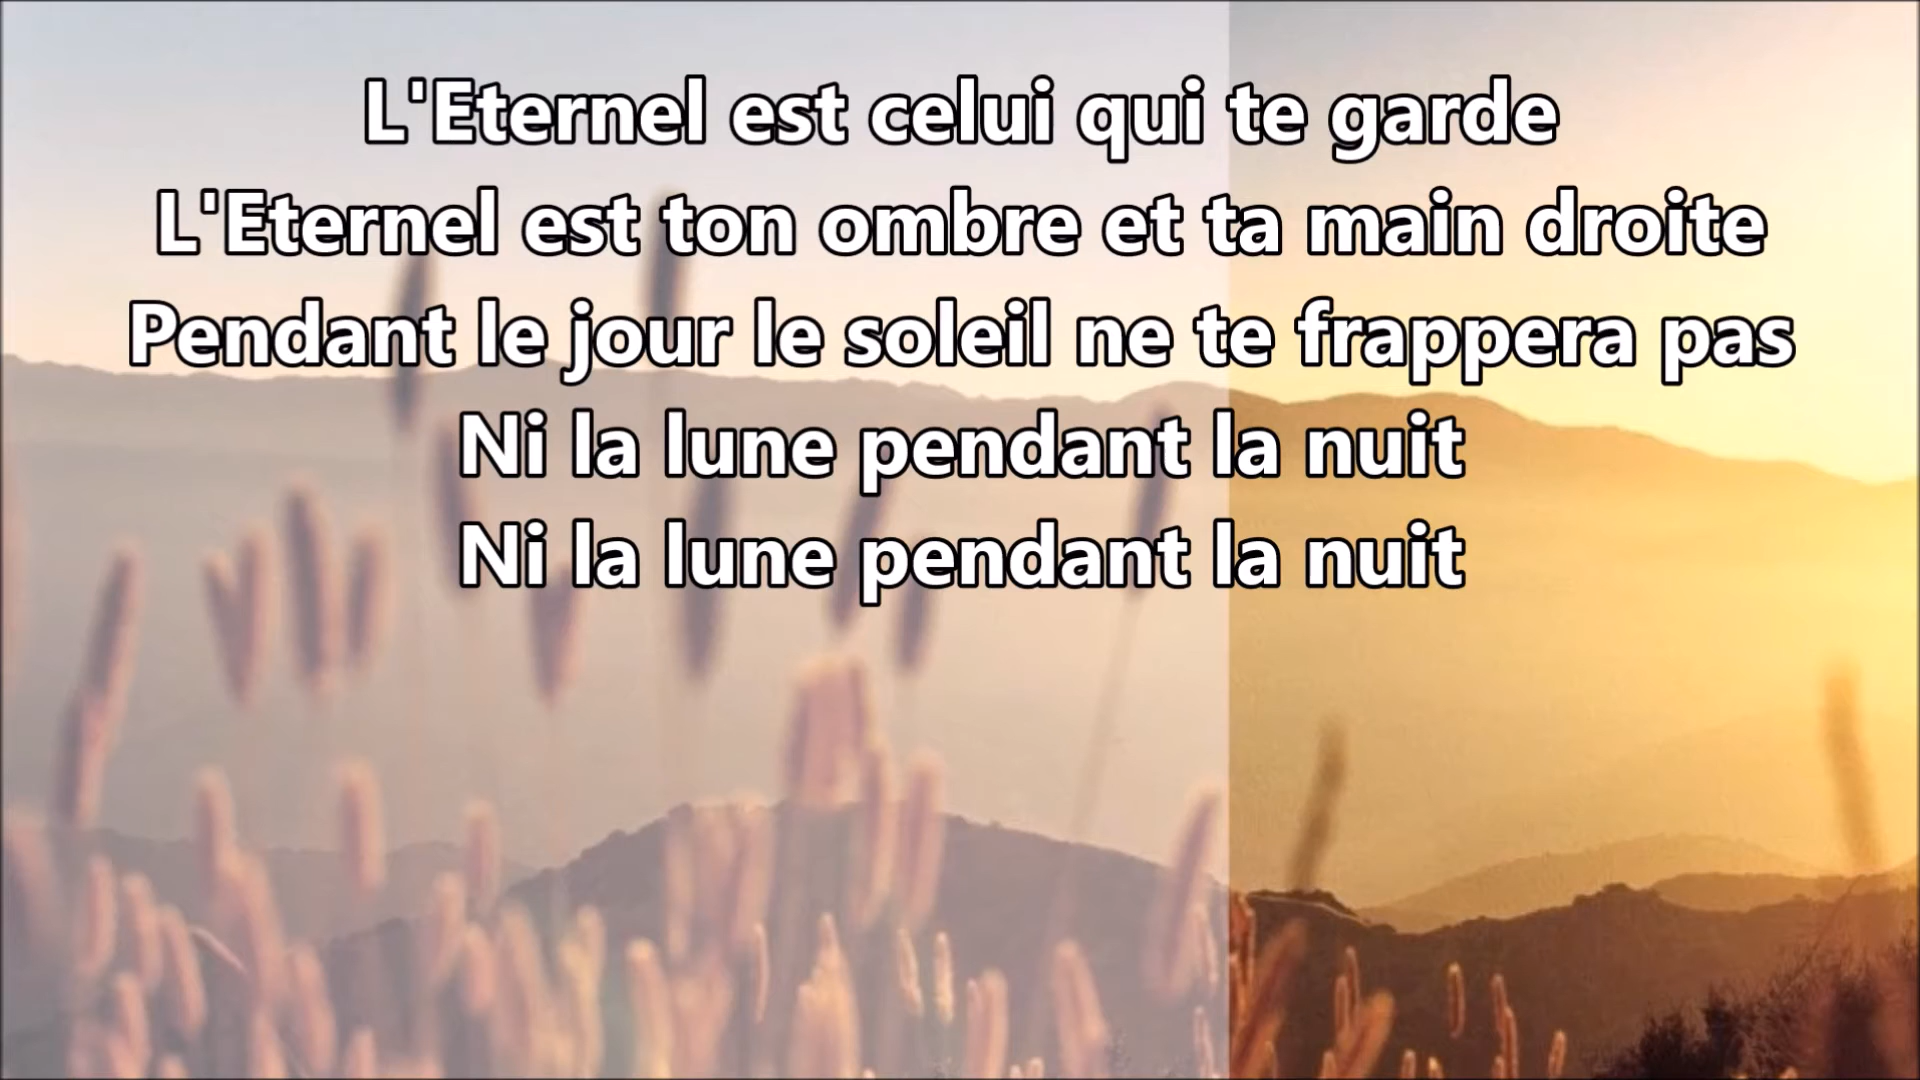 L'Eternel est celui qui te garde
L'Eternel est ton ombre et ta main droite
Pendant le jour le soleil ne te frappera pas
Ni la lune pendant la nuit
Ni la lune pendant la nuit